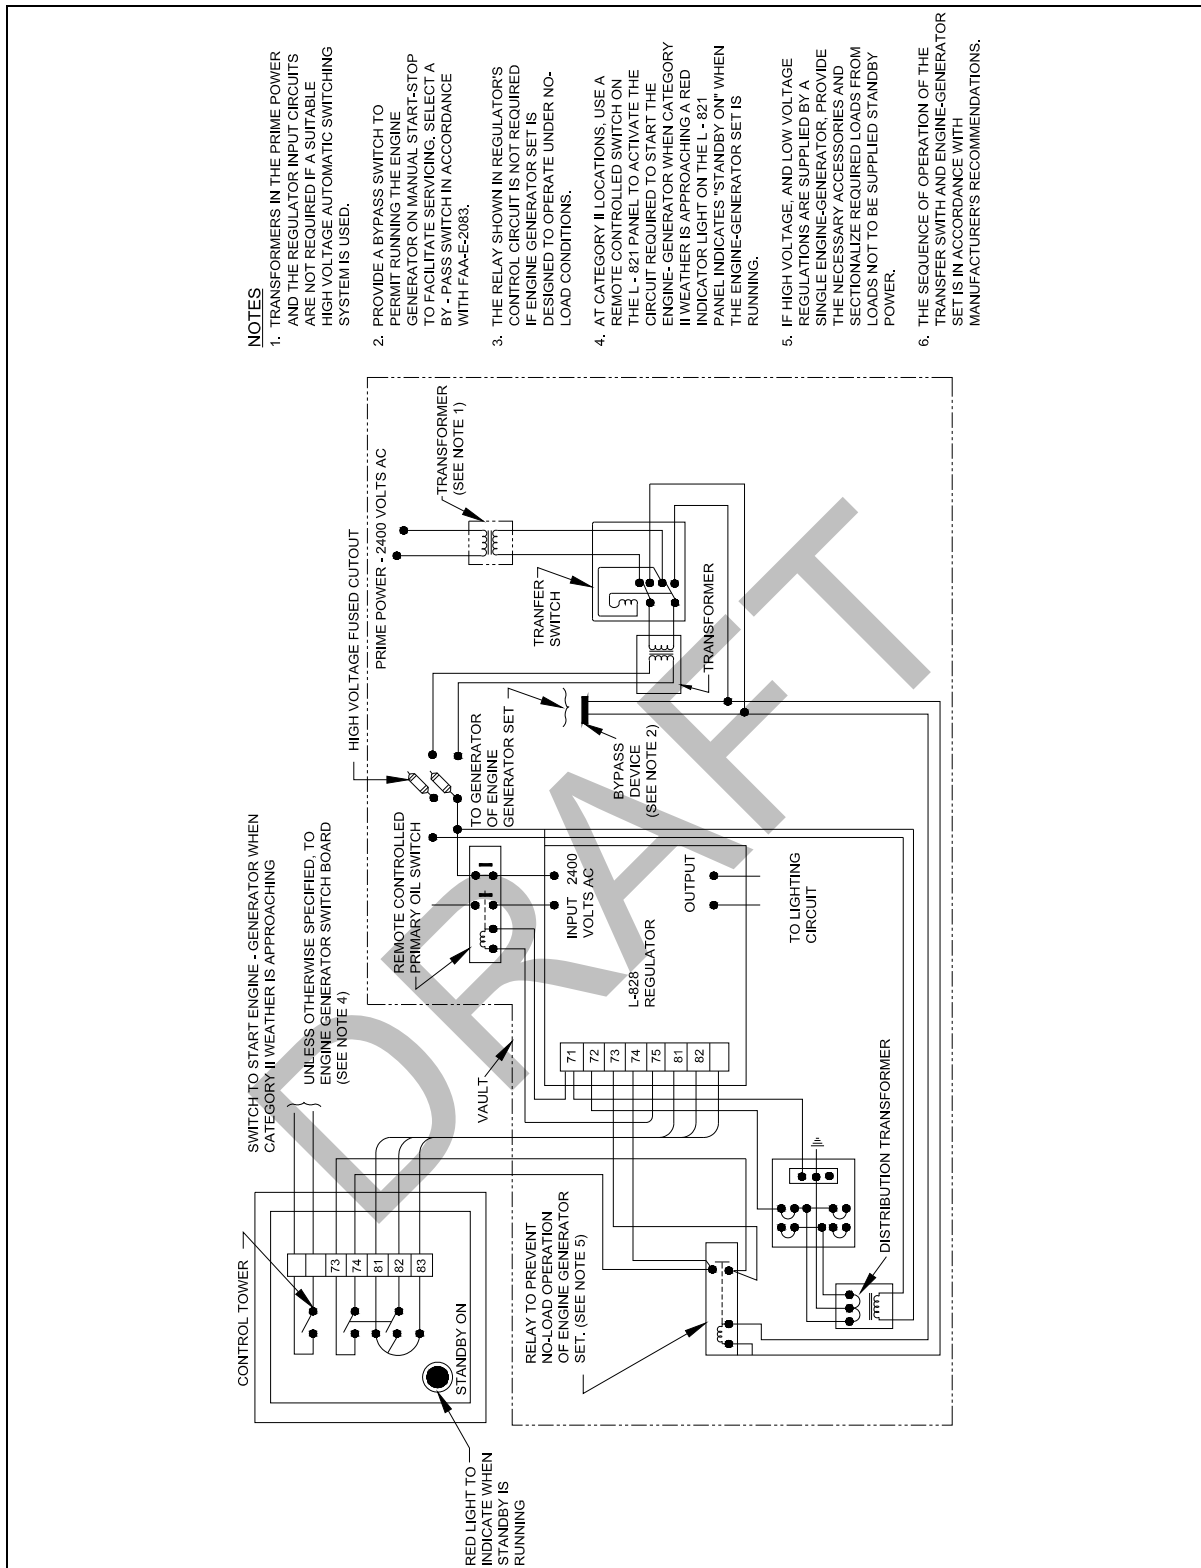 SWITCH TO START ENGINE - GENERATOR WHEN
CATEGORY II WEATHER IS APPROACHING
CONTROL TOWER
UNLESS OTHERWISE SPECIFIED, TO
ENGINE GENERATOR SWITCH BOARD
(SEE NOTE 4)
73
74
81
82
83
STANDBY ON
RED LIGHT TO
INDICATE WHEN
STANDBY IS
RUNNING
HIGH VOLTAGE FUSED CUTOUT
PRIME POWER - 2400 VOLTS AC
TRANSFORMER
(SEE NOTE 1)
REMOTE CONTROLLED
PRIMARY OIL SWITCH
TO GENERATOR
OF ENGINE
GENERATOR SET
TRANFER
SWITCH
VAULT
INPUT 2400
VOLTS AC
BYPASS
DEVICE
(SEE NOTE 2)
TRANSFORMER
L-828
REGULATOR
OUTPUT
71
72
73
74
75
81
82
TO LIGHTING
CIRCUIT
RELAY TO PREVENT
NO-LOAD OPERATION
OF ENGINE GENERATOR
SET. (SEE NOTE 5)
DISTRIBUTION TRANSFORMER
NOTES
1. TRANSFORMERS IN THE PRIME POWER
AND THE REGULATOR INPUT CIRCUITS
ARE NOT REQUIRED IF A SUITABLE
HIGH VOLTAGE AUTOMATIC SWITCHING
SYSTEM IS USED.
2. PROVIDE A BYPASS SWITCH TO
PERMIT RUNNING THE ENGINE
GENERATOR ON MANUAL START-STOP
TO FACILITATE SERVICING, SELECT A
BY - PASS SWITCH IN ACCORDANCE
WITH FAA-E-2083.
3. THE RELAY SHOWN IN REGULATOR'S
CONTROL CIRCUIT IS NOT REQUIRED
IF ENGINE GENERATOR SET IS
DESIGNED TO OPERATE UNDER NO-
LOAD CONDITIONS.
4. AT CATEGORY II LOCATIONS, USE A
REMOTE CONTROLLED SWITCH ON
THE L - 821 PANEL TO ACTIVATE THE
CIRCUIT REQUIRED TO START THE
ENGINE- GENERATOR WHEN CATEGORY
II WEATHER IS APPROACHING A RED
INDICATOR LIGHT ON THE L - 821
PANEL INDICATES "STANDBY ON" WHEN
THE ENGINE-GENERATOR SET IS
RUNNING.
5. IF HIGH VOLTAGE, AND LOW VOLTAGE
REGULATIONS ARE SUPPLIED BY A
SINGLE ENGINE-GENERATOR, PROVIDE
THE NECESSARY ACCESSORIES AND
SECTIONALIZE REQUIRED LOADS FROM
LOADS NOT TO BE SUPPLIED STANDBY
POWER.
6. THE SEQUENCE OF OPERATION OF THE
TRANSFER SWITH AND ENGINE-GENERATOR
SET IS IN ACCORDANCE WITH
MANUFACTURER'S RECOMMENDATIONS.
DRAFT